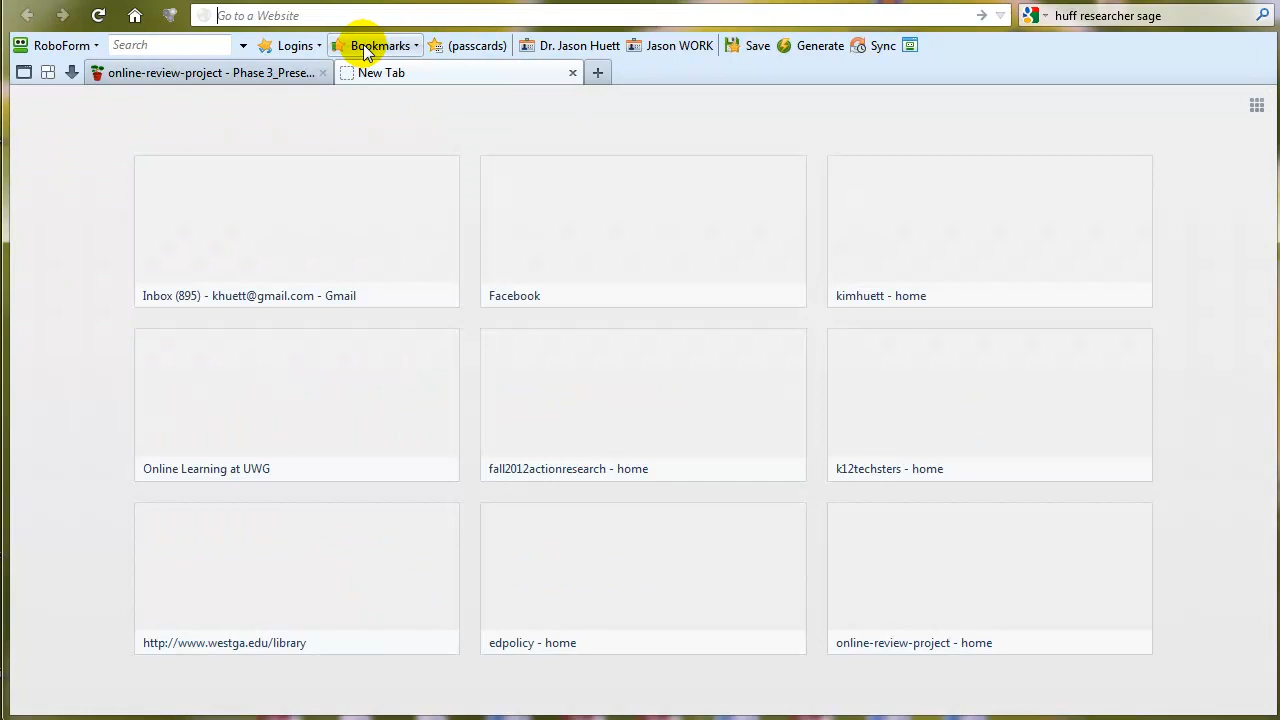 Go to a Website
huff researcher sage
RoboForm Search Logins Bookmarks (passcards) Dr. Jason Huett Jason WORK Save Generate Sync
online-review-project - Phase 3_Prese... New Tab
Inbox (895) - khuett@gmail.com - Gmail
Facebook
kimhuett - home
Online Learning at UWG
fall2012actionresearch - home
k12techsters - home
http://www.westga.edu/library
edpolicy - home
online-review-project - home